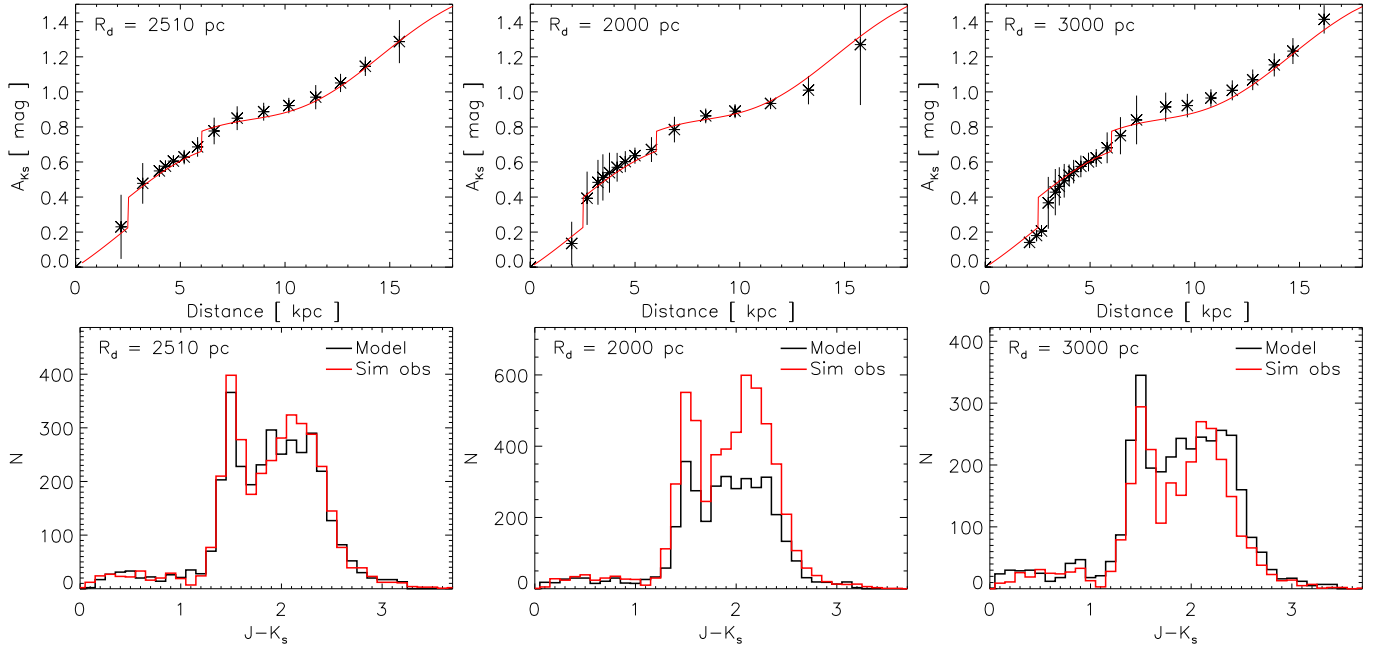 R_d = 2510 pc
R_d = 2000 pc
R_d = 3000 pc
A_Ks [ mag ]
0.0 0.2 0.4 0.6 0.8 1.0 1.2 1.4
0 5 10 15
Distance [ kpc ]
A_Ks [ mag ]
0.0 0.2 0.4 0.6 0.8 1.0 1.2 1.4
0 5 10 15
Distance [ kpc ]
A_Ks [ mag ]
0.0 0.2 0.4 0.6 0.8 1.0 1.2 1.4
0 5 10 15
Distance [ kpc ]
R_d = 2510 pc
Model
Sim obs
N
0 100 200 300 400
0 1 2 3
J-K_s
R_d = 2000 pc
Model
Sim obs
N
0 200 400 600
0 1 2 3
J-K_s
R_d = 3000 pc
Model
Sim obs
N
0 100 200 300 400
0 1 2 3
J-K_s